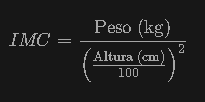 IMC = Peso (kg) / (Altura (cm) / 100)²